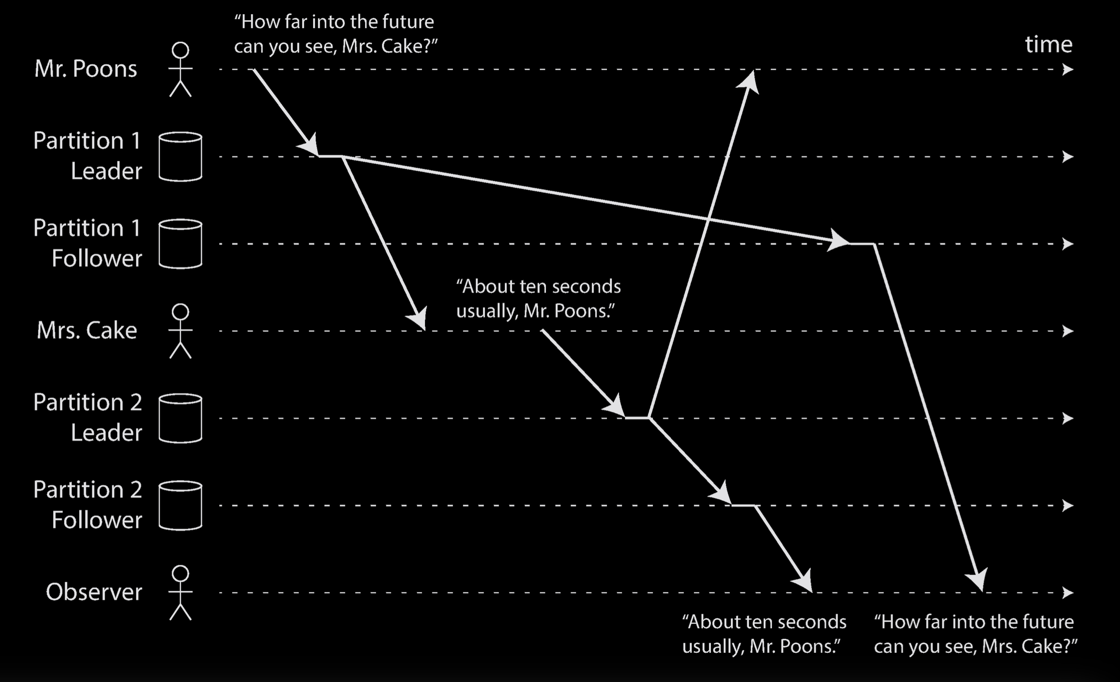 “How far into the future
can you see, Mrs. Cake?”
time
Mr. Poons
Partition 1
Leader
Partition 1
Follower
“About ten seconds
usually, Mr. Poons.”
Mrs. Cake
Partition 2
Leader
Partition 2
Follower
Observer
“About ten seconds
usually, Mr. Poons.”
“How far into the future
can you see, Mrs. Cake?”